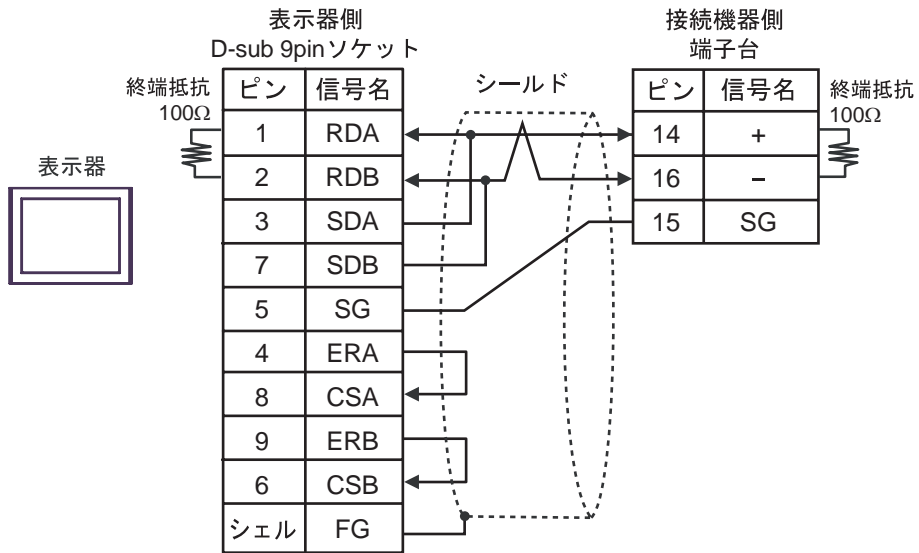 表示器側
D-sub 9pinソケット
接続機器側
端子台
終端抵抗
100Ω
シールド
終端抵抗
100Ω
表示器
ピン 信号名
1 RDA
2 RDB
3 SDA
7 SDB
5 SG
4 ERA
8 CSA
9 ERB
6 CSB
シェル FG
ピン 信号名
14 +
16 −
15 SG